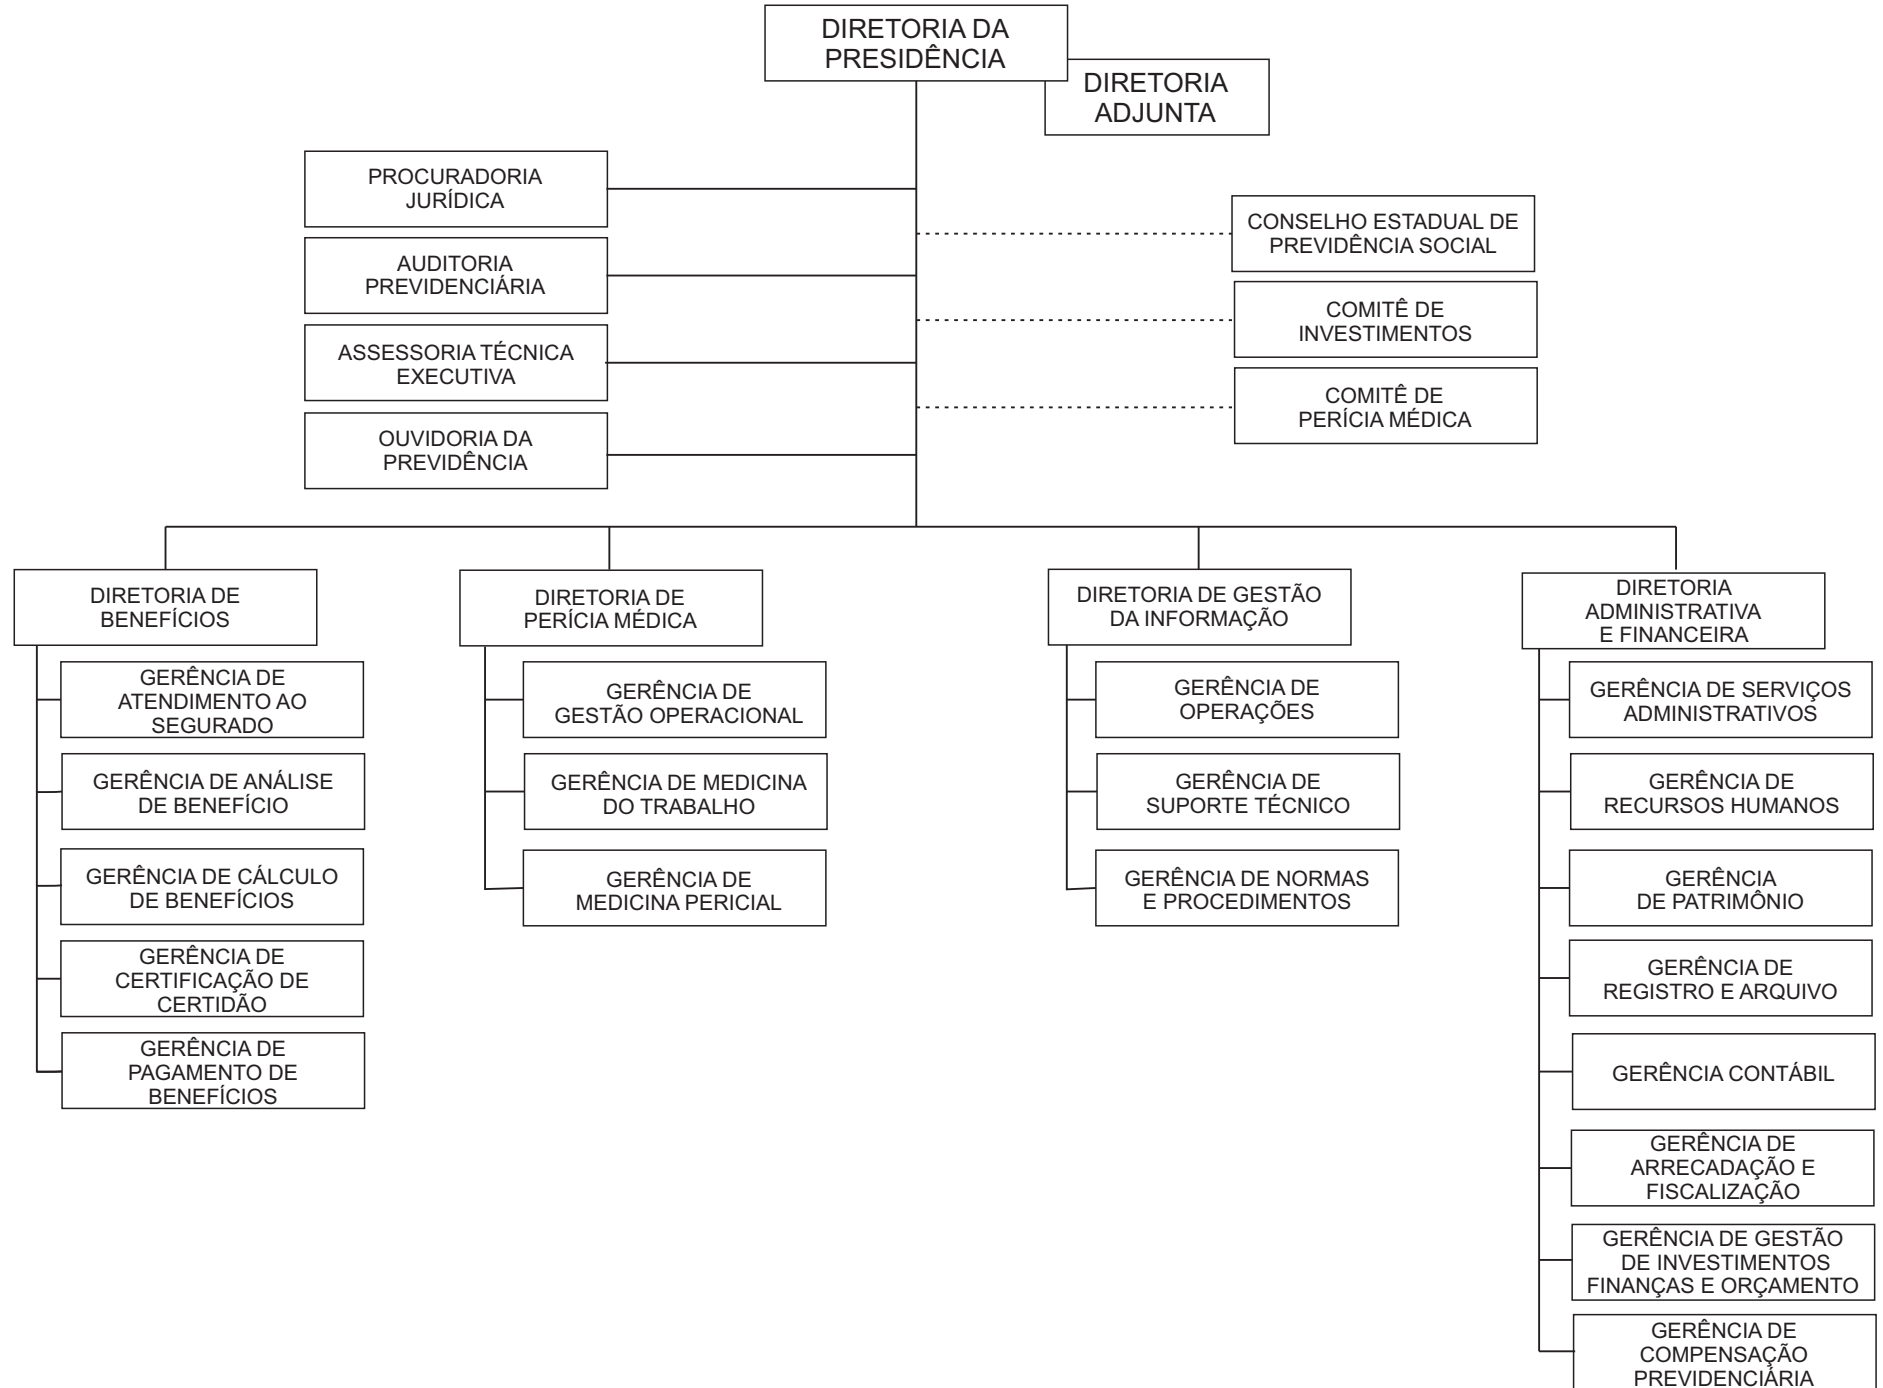 DIRETORIA DA
PRESIDÊNCIA
DIRETORIA
ADJUNTA
PROCURADORIA
JURÍDICA
AUDITORIA
PREVIDENCIÁRIA
ASSESSORIA TÉCNICA
EXECUTIVA
OUVIDORIA DA
PREVIDÊNCIA
CONSELHO ESTADUAL DE
PREVIDÊNCIA SOCIAL
COMITÊ DE
INVESTIMENTOS
COMITÊ DE
PERÍCIA MÉDICA
DIRETORIA DE
BENEFÍCIOS
GERÊNCIA DE
ATENDIMENTO AO
SEGURADO
GERÊNCIA DE ANÁLISE
DE BENEFÍCIO
GERÊNCIA DE CÁLCULO
DE BENEFÍCIOS
GERÊNCIA DE
CERTIFICAÇÃO DE
CERTIDÃO
GERÊNCIA DE
PAGAMENTO DE
BENEFÍCIOS
DIRETORIA DE
PERÍCIA MÉDICA
GERÊNCIA DE
GESTÃO OPERACIONAL
GERÊNCIA DE MEDICINA
DO TRABALHO
GERÊNCIA DE
MEDICINA PERICIAL
DIRETORIA DE GESTÃO
DA INFORMAÇÃO
GERÊNCIA DE
OPERAÇÕES
GERÊNCIA DE
SUPORTE TÉCNICO
GERÊNCIA DE NORMAS
E PROCEDIMENTOS
DIRETORIA
ADMINISTRATIVA
E FINANCEIRA
GERÊNCIA DE SERVIÇOS
ADMINISTRATIVOS
GERÊNCIA DE
RECURSOS HUMANOS
GERÊNCIA
DE PATRIMÔNIO
GERÊNCIA DE
REGISTRO E ARQUIVO
GERÊNCIA CONTÁBIL
GERÊNCIA DE
ARRECADAÇÃO E
FISCALIZAÇÃO
GERÊNCIA DE GESTÃO
DE INVESTIMENTOS
FINANÇAS E ORÇAMENTO
GERÊNCIA DE
COMPENSAÇÃO
PREVIDENCIÁRIA